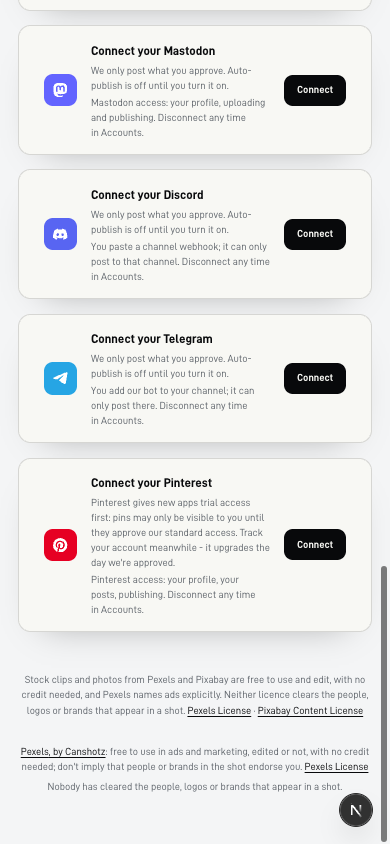 Connect your Mastodon
We only post what you approve. Auto-
publish is off until you turn it on.
Mastodon access: your profile, uploading
and publishing. Disconnect any time
in Accounts.
Connect
Connect your Discord
We only post what you approve. Auto-
publish is off until you turn it on.
You paste a channel webhook; it can only
post to that channel. Disconnect any time
in Accounts.
Connect
Connect your Telegram
We only post what you approve. Auto-
publish is off until you turn it on.
You add our bot to your channel; it can
only post there. Disconnect any time
in Accounts.
Connect
Connect your Pinterest
Pinterest gives new apps trial access
first: pins may only be visible to you until
they approve our standard access. Track
your account meanwhile - it upgrades the
day we're approved.
Pinterest access: your profile, your
posts, publishing. Disconnect any time
in Accounts.
Connect
Stock clips and photos from Pexels and Pixabay are free to use and edit, with no
credit needed, and Pexels names ads explicitly. Neither licence clears the people,
logos or brands that appear in a shot. Pexels License · Pixabay Content License
Pexels, by Canshotz: free to use in ads and marketing, edited or not, with no credit
needed; don't imply that people or brands in the shot endorse you. Pexels License
Nobody has cleared the people, logos or brands that appear in the shot.
N